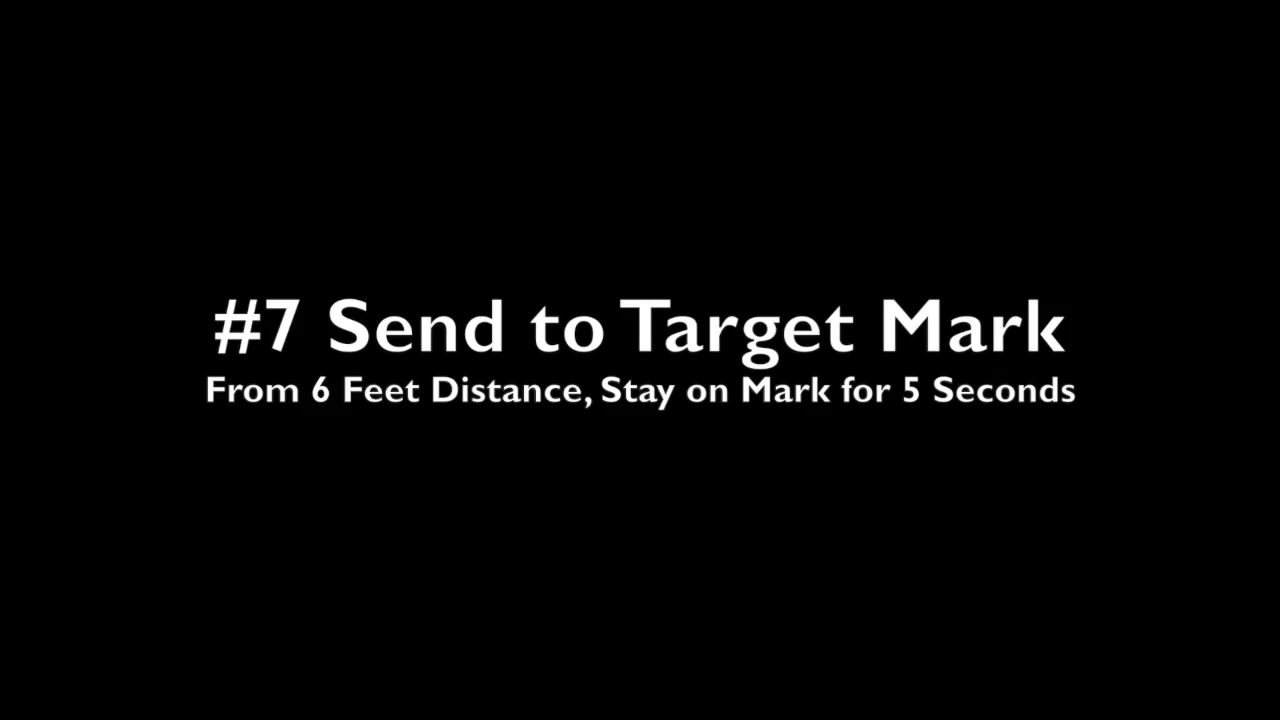 #7 Send to Target Mark
From 6 Feet Distance, Stay on Mark for 5 Seconds